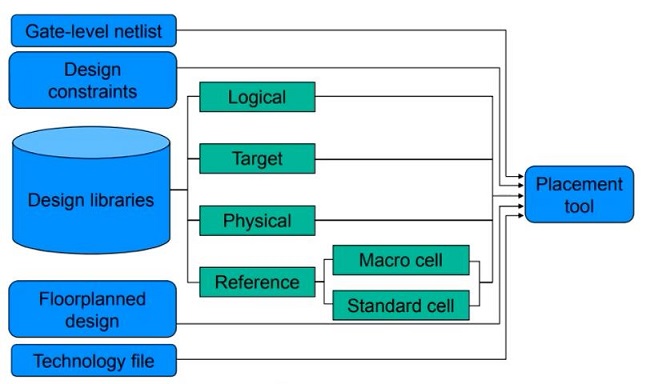 Gate-level netlist
Design
constraints
Logical
Target
Design libraries
Physical
Placement
tool
Reference
Macro cell
Standard cell
Floorplanned
design
Technology file